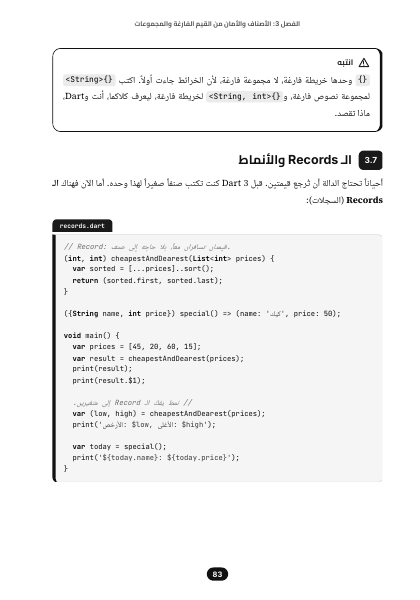 الفصل 3: الأصناف والأمان من القيم الفارغة والمجموعات
انتبه
{} وحدها خريطة فارغة، لا مجموعة فارغة، لأن الخرائط جاءت أولاً. اكتب <String>{}
لمجموعة نصوص فارغة، و<String, int>{} لخريطة فارغة، ليعرف كلاكما، أنت وDart،
ماذا تقصد.
3.7 الـ Records والأنماط
أحياناً تحتاج الدالة أن تُرجع قيمتين. قبل Dart 3 كنت تكتب صنفاً صغيراً لهذا وحده. أما الآن فهناك الـ
Records (السجلات):
records.dart
// Record: قيمتان تسافران معاً، بلا حاجة إلى صنف.
(int, int) cheapestAndDearest(List<int> prices) {
  var sorted = [...prices]..sort();
  return (sorted.first, sorted.last);
}
({String name, int price}) special() => (name: 'كيك', price: 50);
void main() {
  var prices = [45, 20, 60, 15];
  var result = cheapestAndDearest(prices);
  print(result);
  print(result.$1);
  // نمط يفك الـ Record إلى متغيرين.
  var (low, high) = cheapestAndDearest(prices);
  print('الأرخص: $low, الأغلى: $high');
  var today = special();
  print('${today.name}: ${today.price}');
}
83